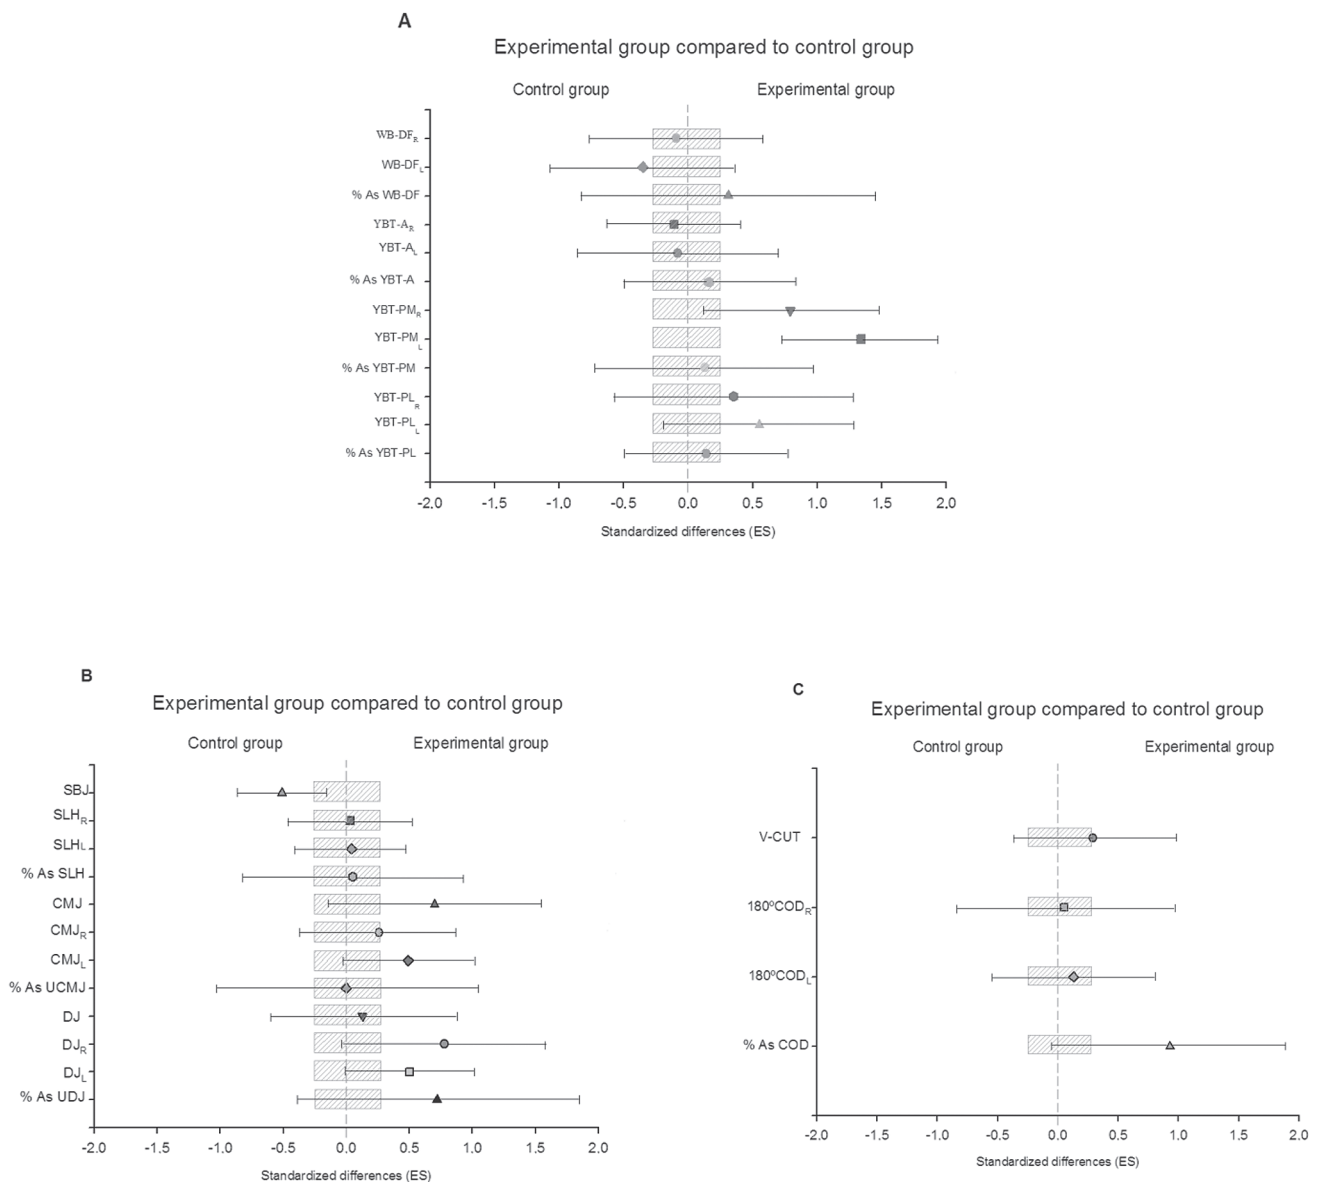 A
Experimental group compared to control group
Control group Experimental group
WB-DFR
WB-DFL
% As WB-DF
YBT-AR
YBT-AL
% As YBT-A
YBT-PMR
YBT-PML
% As YBT-PM
YBT-PLR
YBT-PLL
% As YBT-PL
-2.0 -1.5 -1.0 -0.5 0.0 0.5 1.0 1.5 2.0
Standardized differences (ES)
B
Experimental group compared to control group
Control group Experimental group
SBJ
SLHR
SLHL
% As SLH
CMJ
CMJR
CMJL
% As UCMJ
DJ
DJR
DJL
% As UDJ
-2.0 -1.5 -1.0 -0.5 0.0 0.5 1.0 1.5 2.0
Standardized differences (ES)
C
Experimental group compared to control group
Control group Experimental group
V-CUT
180ºCODR
180ºCODL
% As COD
-2.0 -1.5 -1.0 -0.5 0.0 0.5 1.0 1.5 2.0
Standardized differences (ES)